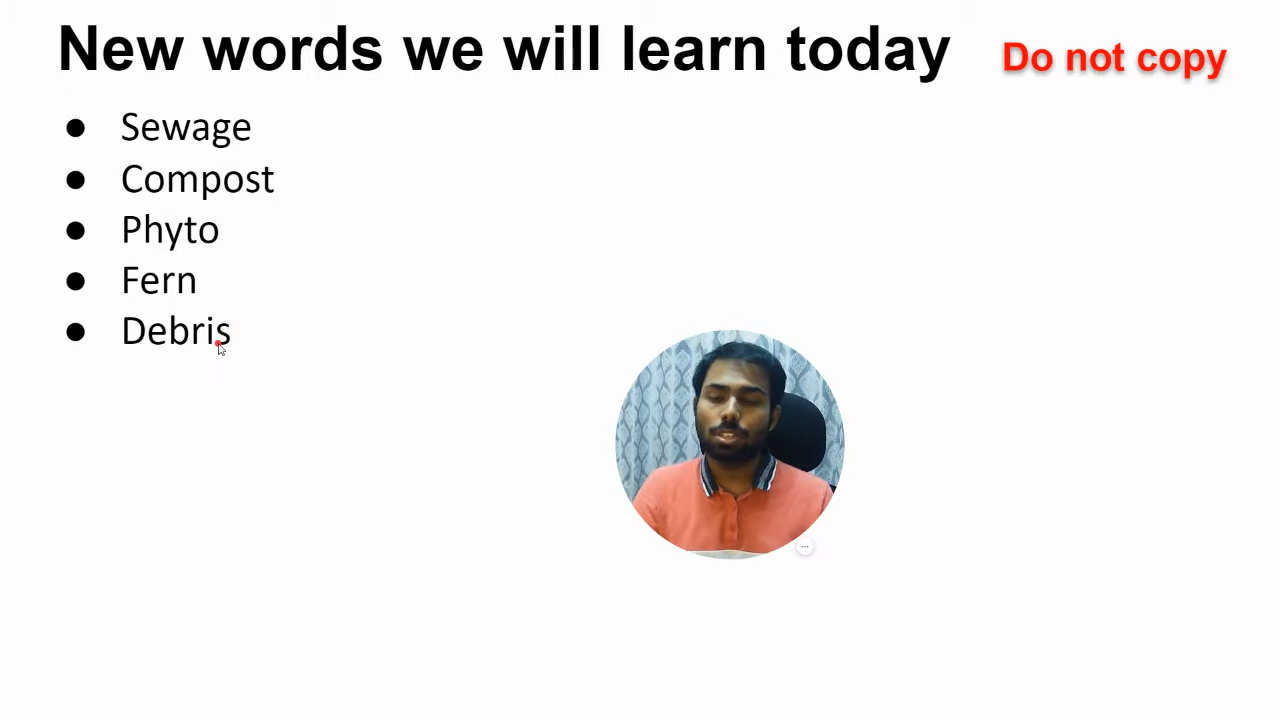 New words we will learn today
Do not copy
● Sewage
● Compost
● Phyto
● Fern
● Debris